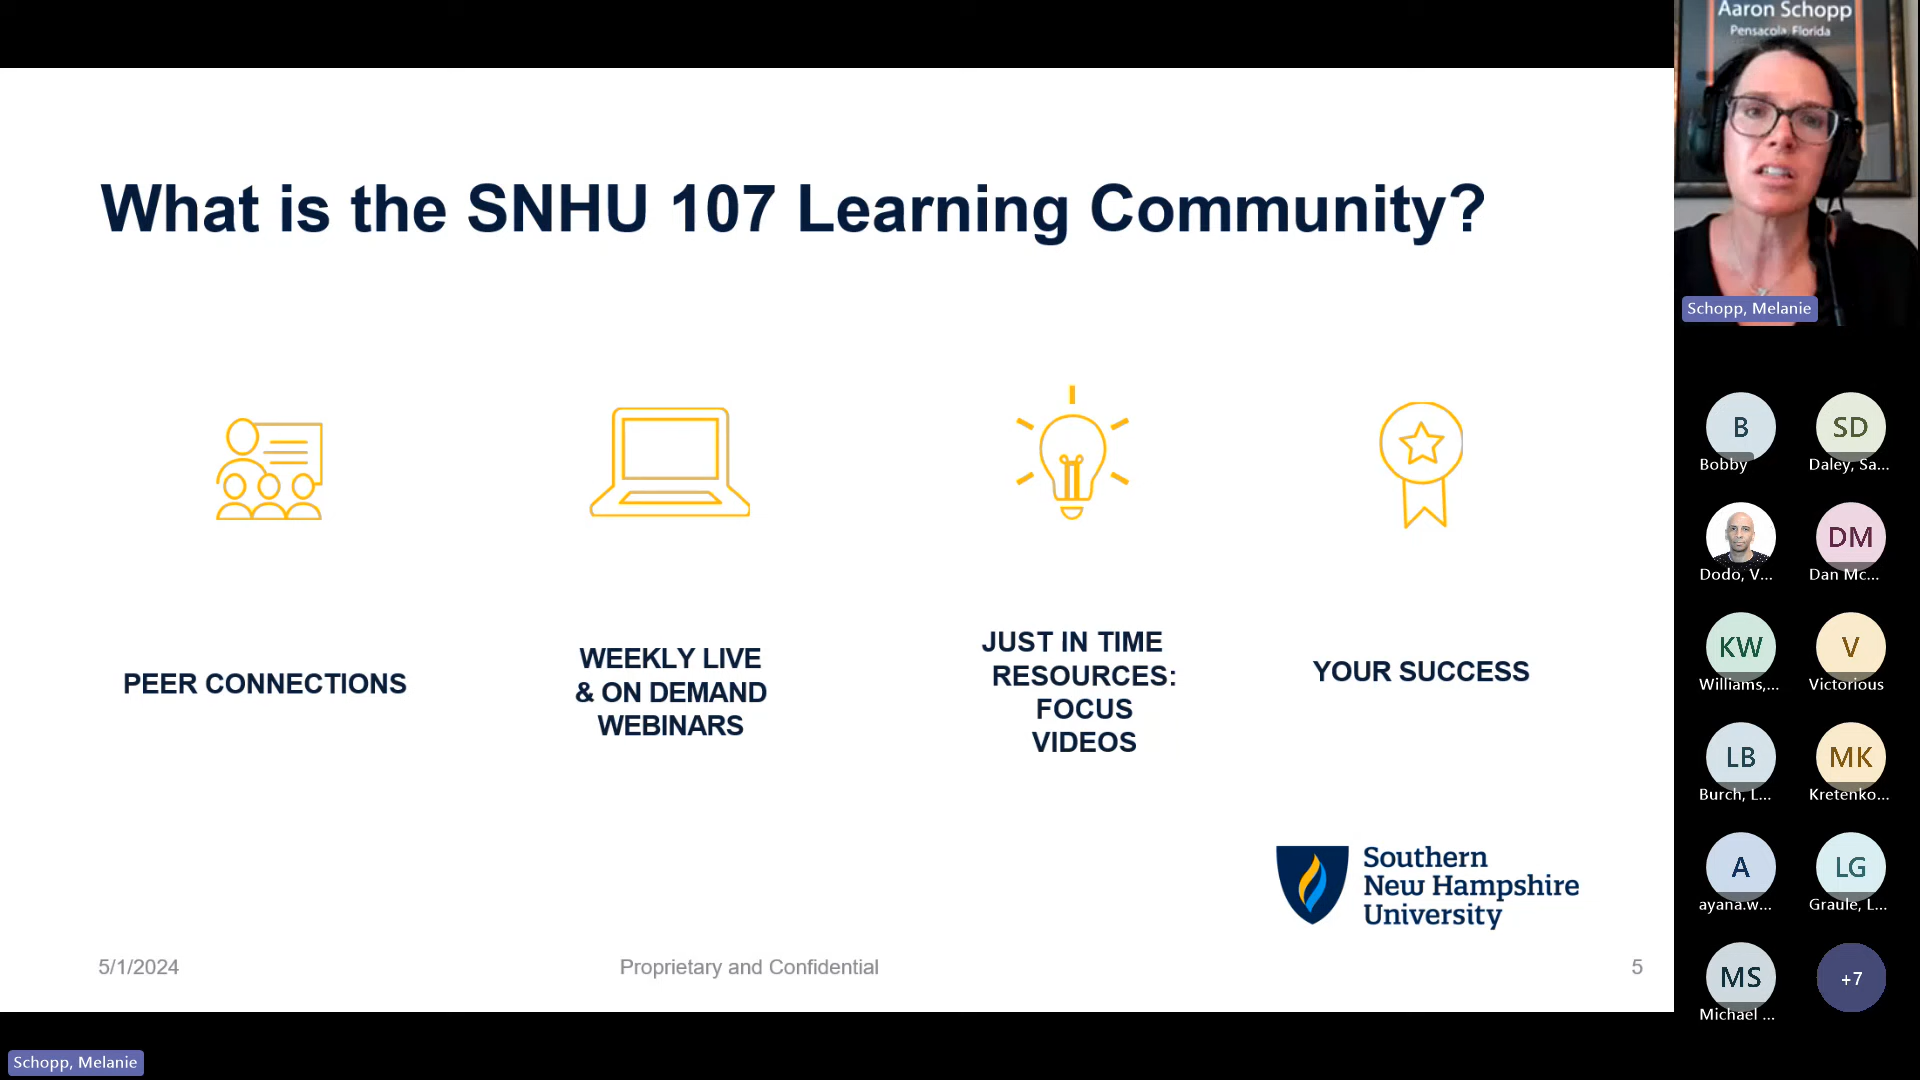 Aaron Schopp
Pensacola, Florida
Schopp, Melanie
What is the SNHU 107 Learning Community?
PEER CONNECTIONS
WEEKLY LIVE
& ON DEMAND
WEBINARS
JUST IN TIME
RESOURCES:
FOCUS
VIDEOS
YOUR SUCCESS
Southern
New Hampshire
University
5/1/2024
Proprietary and Confidential
5
B
Bobby
SD
Daley, Sa...
Dodo, V...
DM
Dan Mc...
KW
Williams,...
V
Victorious
LB
Burch, L...
MK
Kretenko...
A
ayana.w...
LG
Graule, L...
MS
Michael ...
+7
Schopp, Melanie